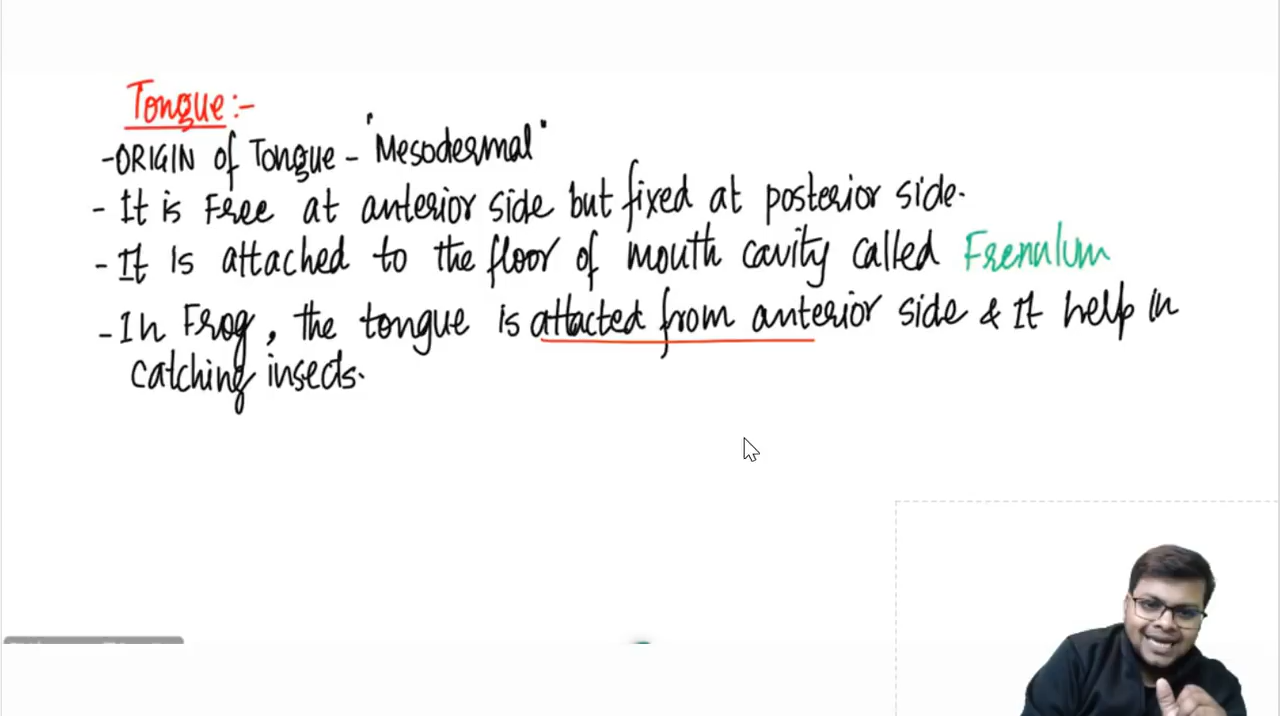 Tongue:-
-ORIGIN of Tongue - "Mesodermal"
- It is Free at anterior side but fixed at posterior side.
- It is attached to the floor of mouth cavity called Frenulum
- In Frog, the tongue is attacted from anterior side & It help in
catching insects.